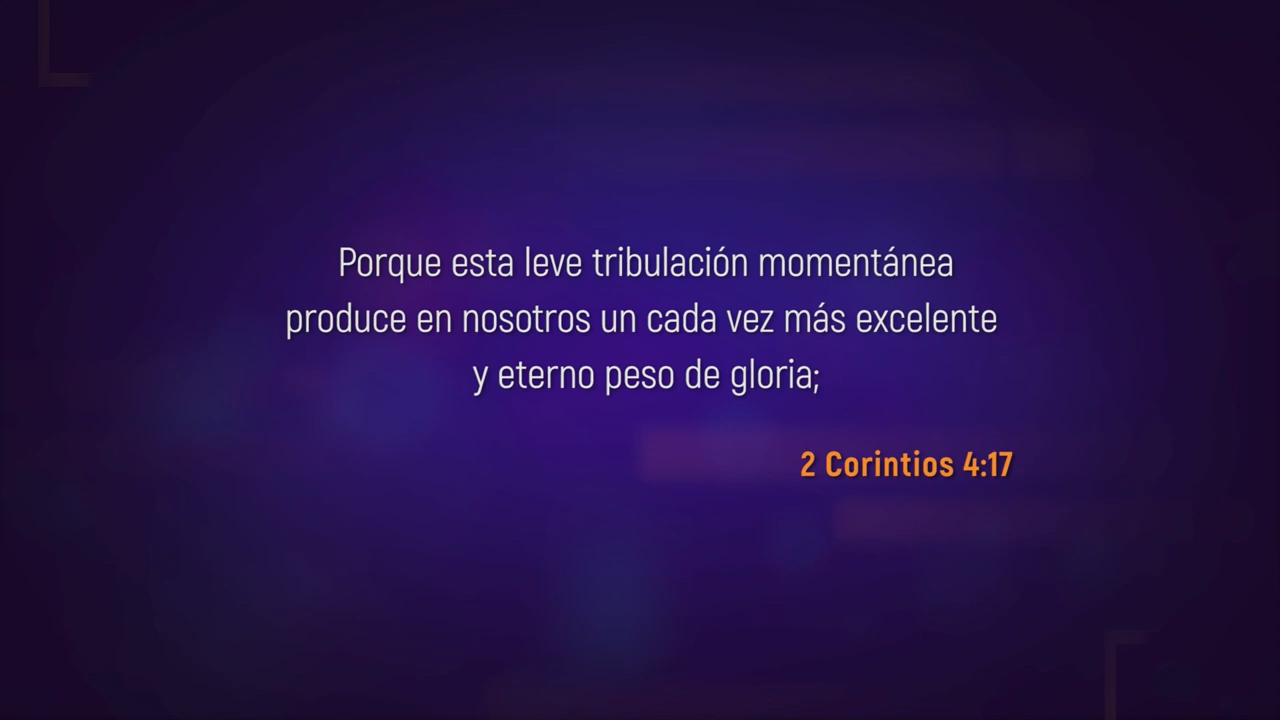 Porque esta leve tribulación momentánea
produce en nosotros un cada vez más excelente
y eterno peso de gloria;
2 Corintios 4:17